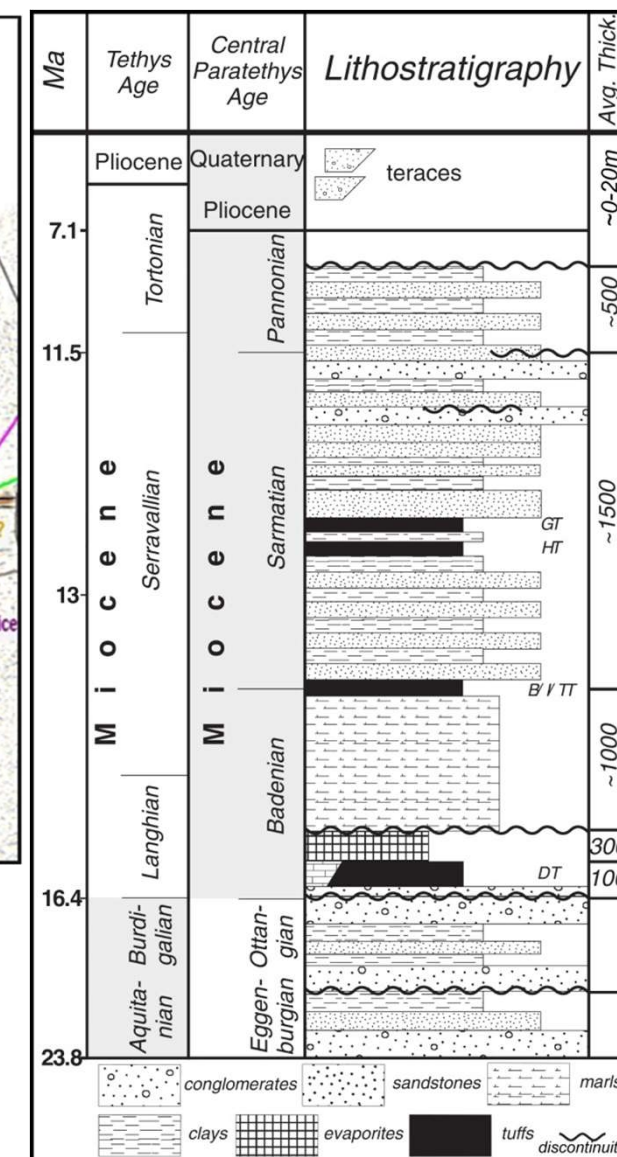 Ma
Tethys
Age
Central
Paratethys
Age
Lithostratigraphy
Avg. Thick.
Pliocene
Quaternary
Pliocene
teraces
~0-20m
7.1
Tortonian
Pannonian
~500
11.5
Miocene
Serravallian
Miocene
Sarmatian
~1500
GT
HT
13
Badenian
~1000
Langhian
300
DT
100
16.4
Burdi-
galian
Aquita-
nian
Ottan-
gian
Eggen-
burgian
23.8
conglomerates
sandstones
marls
clays
evaporites
tuffs